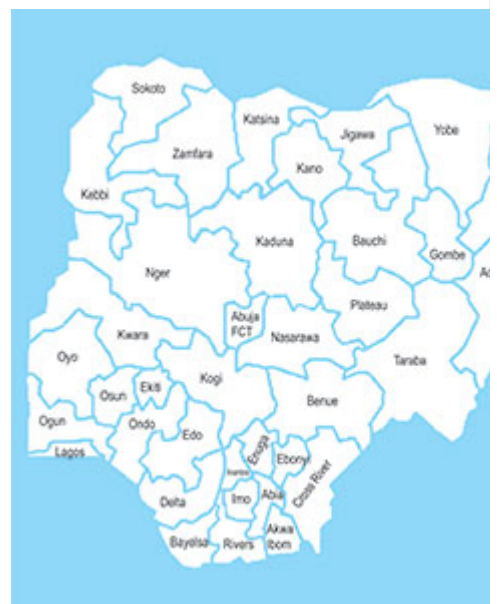 Sokoto
Katsina
Jigawa
Yobe
Zamfara
Kano
Kebbi
Kaduna
Bauchi
Gombe
Nger
Plateau
Abuja
FCT
Kwara
Nasarawa
Oyo
Taraba
Kogi
Osun
Ekiti
Benue
Ogun
Ondo
Edo
Enugu
Ebonyi
Lagos
Cross River
Delta
Imo
Abia
Akwa
Ibom
Bayelsa
Rivers